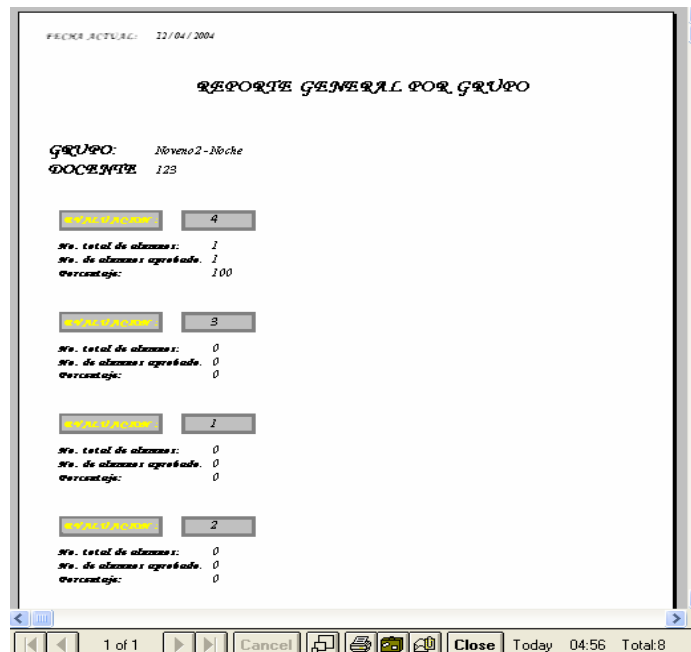 FECHA ACTUAL: 22/04/2004
REPORTE GENERAL POR GRUPO
GRUPO: Noveno2-Noche
DOCENTE 123
EVALUACION: 4
No. total de alumnos: 1
No. de alumnos aprobado. 1
Porcentaje: 100
EVALUACION: 3
No. total de alumnos: 0
No. de alumnos aprobado. 0
Porcentaje: 0
EVALUACION: 1
No. total de alumnos: 0
No. de alumnos aprobado. 0
Porcentaje: 0
EVALUACION: 2
No. total de alumnos: 0
No. de alumnos aprobado. 0
Porcentaje: 0
1 of 1 Cancel Close Today 04:56 Total:8